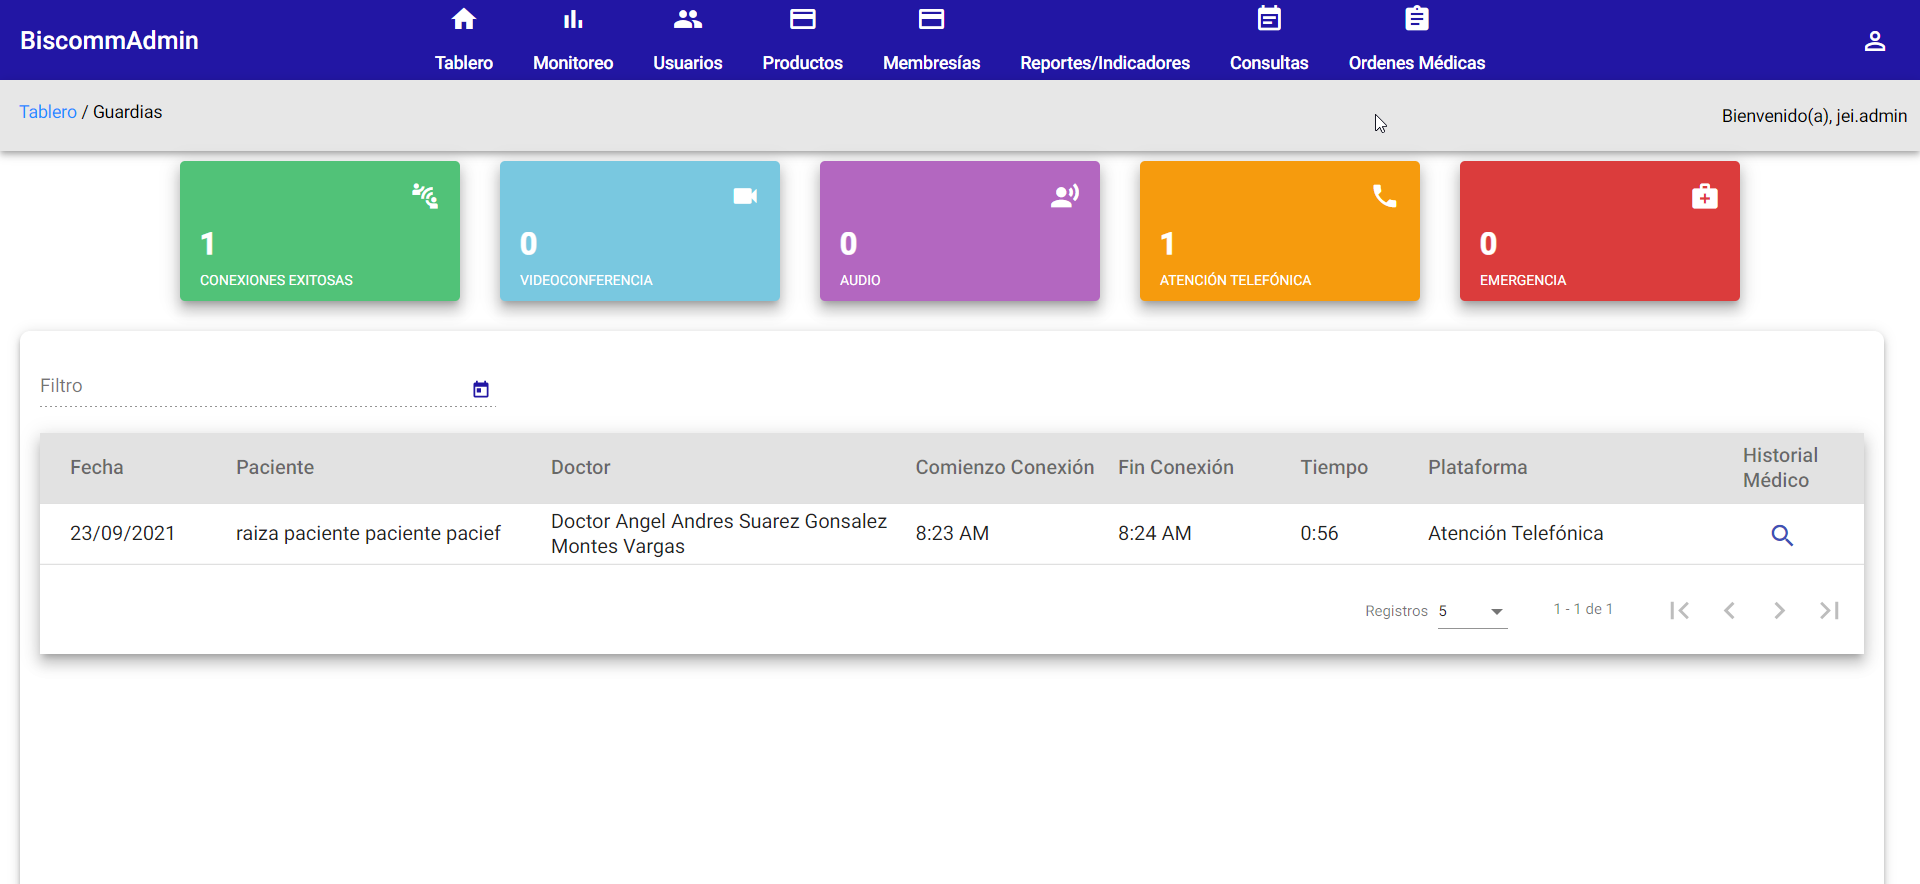 BiscommAdmin
Tablero Monitoreo Usuarios Productos Membresías Reportes/Indicadores Consultas Ordenes Médicas
Tablero / Guardias
Bienvenido(a), jei.admin
1
CONEXIONES EXITOSAS
0
VIDEOCONFERENCIA
0
AUDIO
1
ATENCIÓN TELEFÓNICA
0
EMERGENCIA
Filtro
Fecha Paciente Doctor Comienzo Conexión Fin Conexión Tiempo Plataforma Historial
Médico
23/09/2021 raiza paciente paciente pacief Doctor Angel Andres Suarez Gonsalez
Montes Vargas 8:23 AM 8:24 AM 0:56 Atención Telefónica
Registros 5 1 - 1 de 1